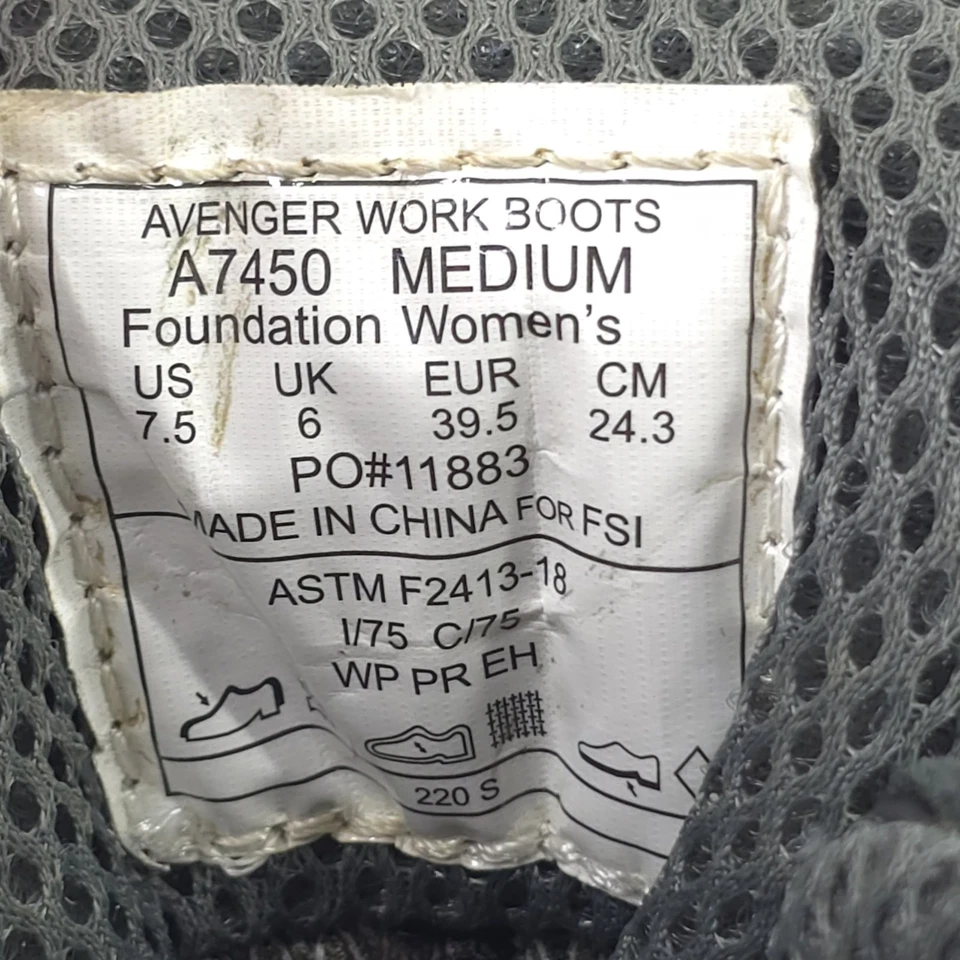 AVENGER WORK BOOTS
A7450 MEDIUM
Foundation Women's
US UK EUR CM
7.5 6 39.5 24.3
PO#11883
MADE IN CHINA FOR FSI
ASTM F2413-18
I/75 C/75
WP PR EH
220 S